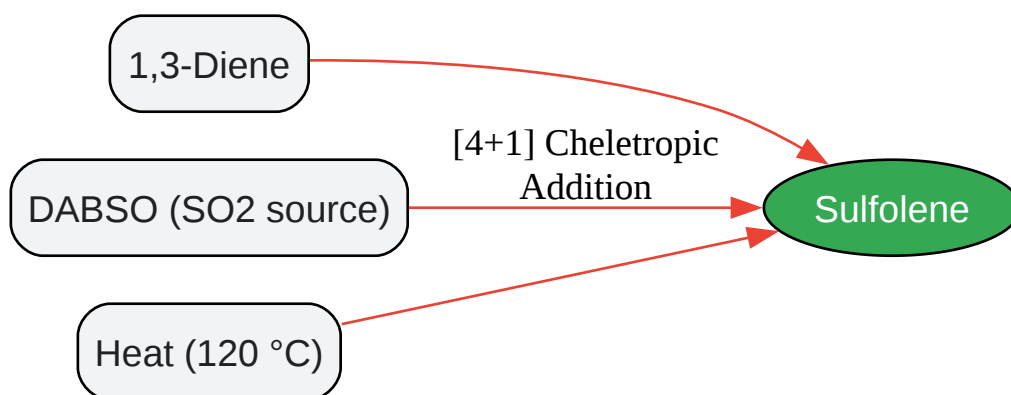 1,3-Diene
[4+1] Cheletropic
Addition
DABSO (SO2 source)
Sulfolene
Heat (120 °C)